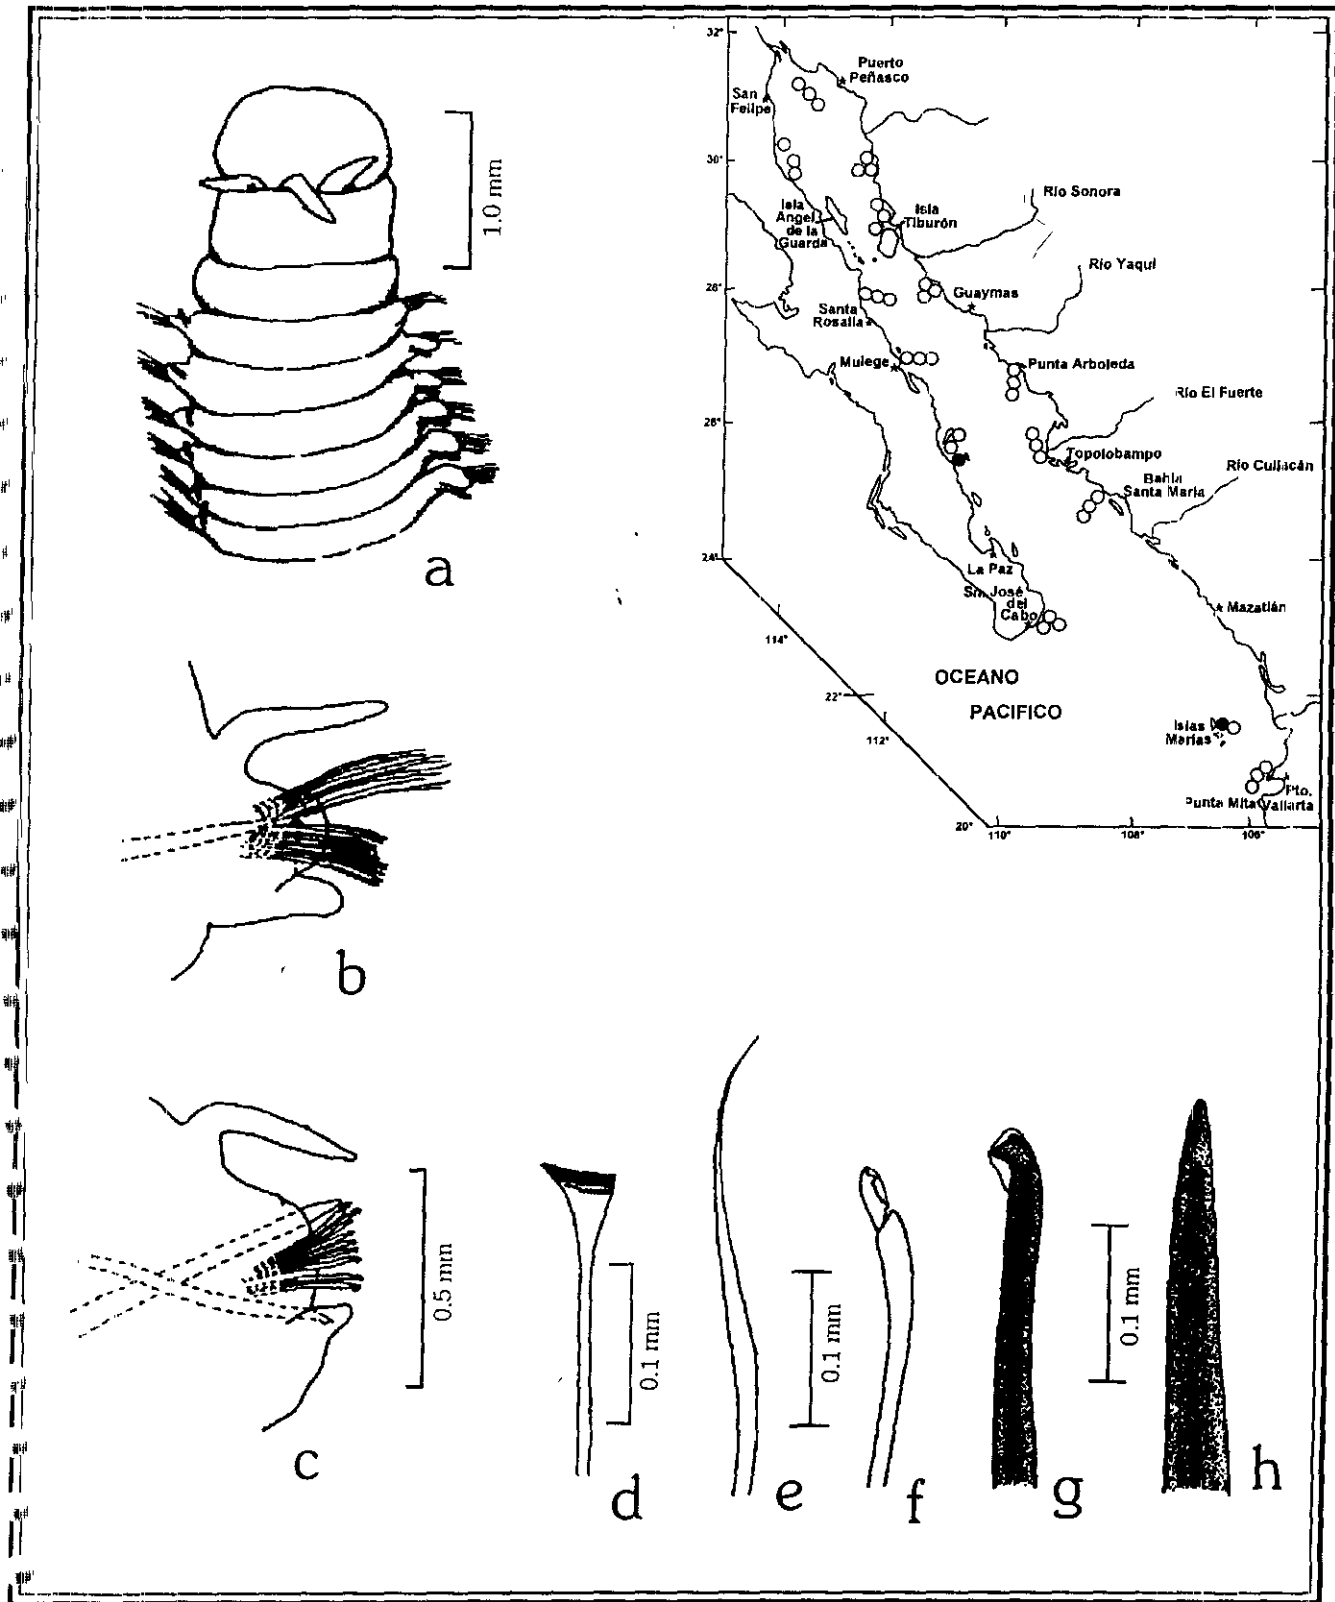 32°
Puerto
Peñasco
San
Felipe
30°
Río Sonora
Isla
Angel
de la
Guarda
Isla
Tiburón
Río Yaqui
28°
Guaymas
Santa
Rosalía
Mulege
Punta Arboleda
Río El Fuerte
26°
Topolobampo
Río Culiacán
Bahía
Santa María
24°
La Paz
Sn. José
del
Cabo
Mazatlán
114°
OCEANO
PACIFICO
22°
112°
Islas
Marías
Pto.
Punta Mita Vallarta
20°
110°
108°
106°
1.0 mm
a
b
0.5 mm
c
0.1 mm
d
0.1 mm
e
f
0.1 mm
g
h